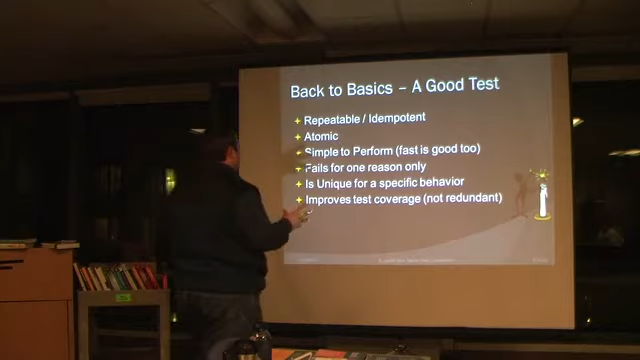 Back to Basics – A Good Test
Repeatable / Idempotent
Atomic
Simple to Perform (fast is good too)
Fails for one reason only
Is Unique for a specific behavior
Improves test coverage (not redundant)